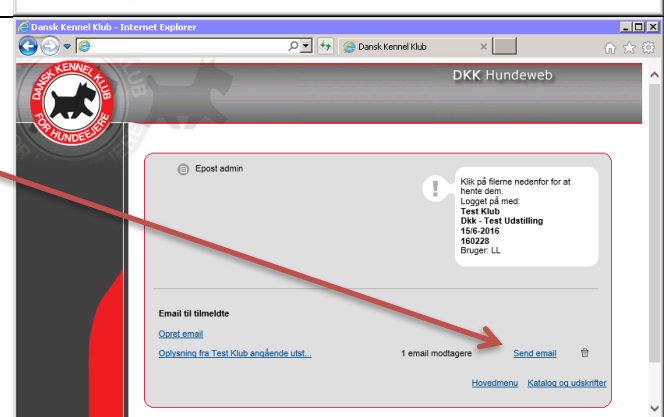 Dansk Kennel Klub - Internet Explorer
Dansk Kennel Klub
DANSK KENNEL KLUB
FOR HUNDEEJERE
DKK Hundeweb
Epost admin
Klik på filerne nedenfor for at
hente dem.
Logget på med:
Test Klub
Dkk - Test Udstilling
15/6-2016
160228
Bruger: LL
Email til tilmeldte
Opret email
Oplysning fra Test Klub angående utst... 1 email modtagere Send email
Hovedmenu Katalog og udskrifter